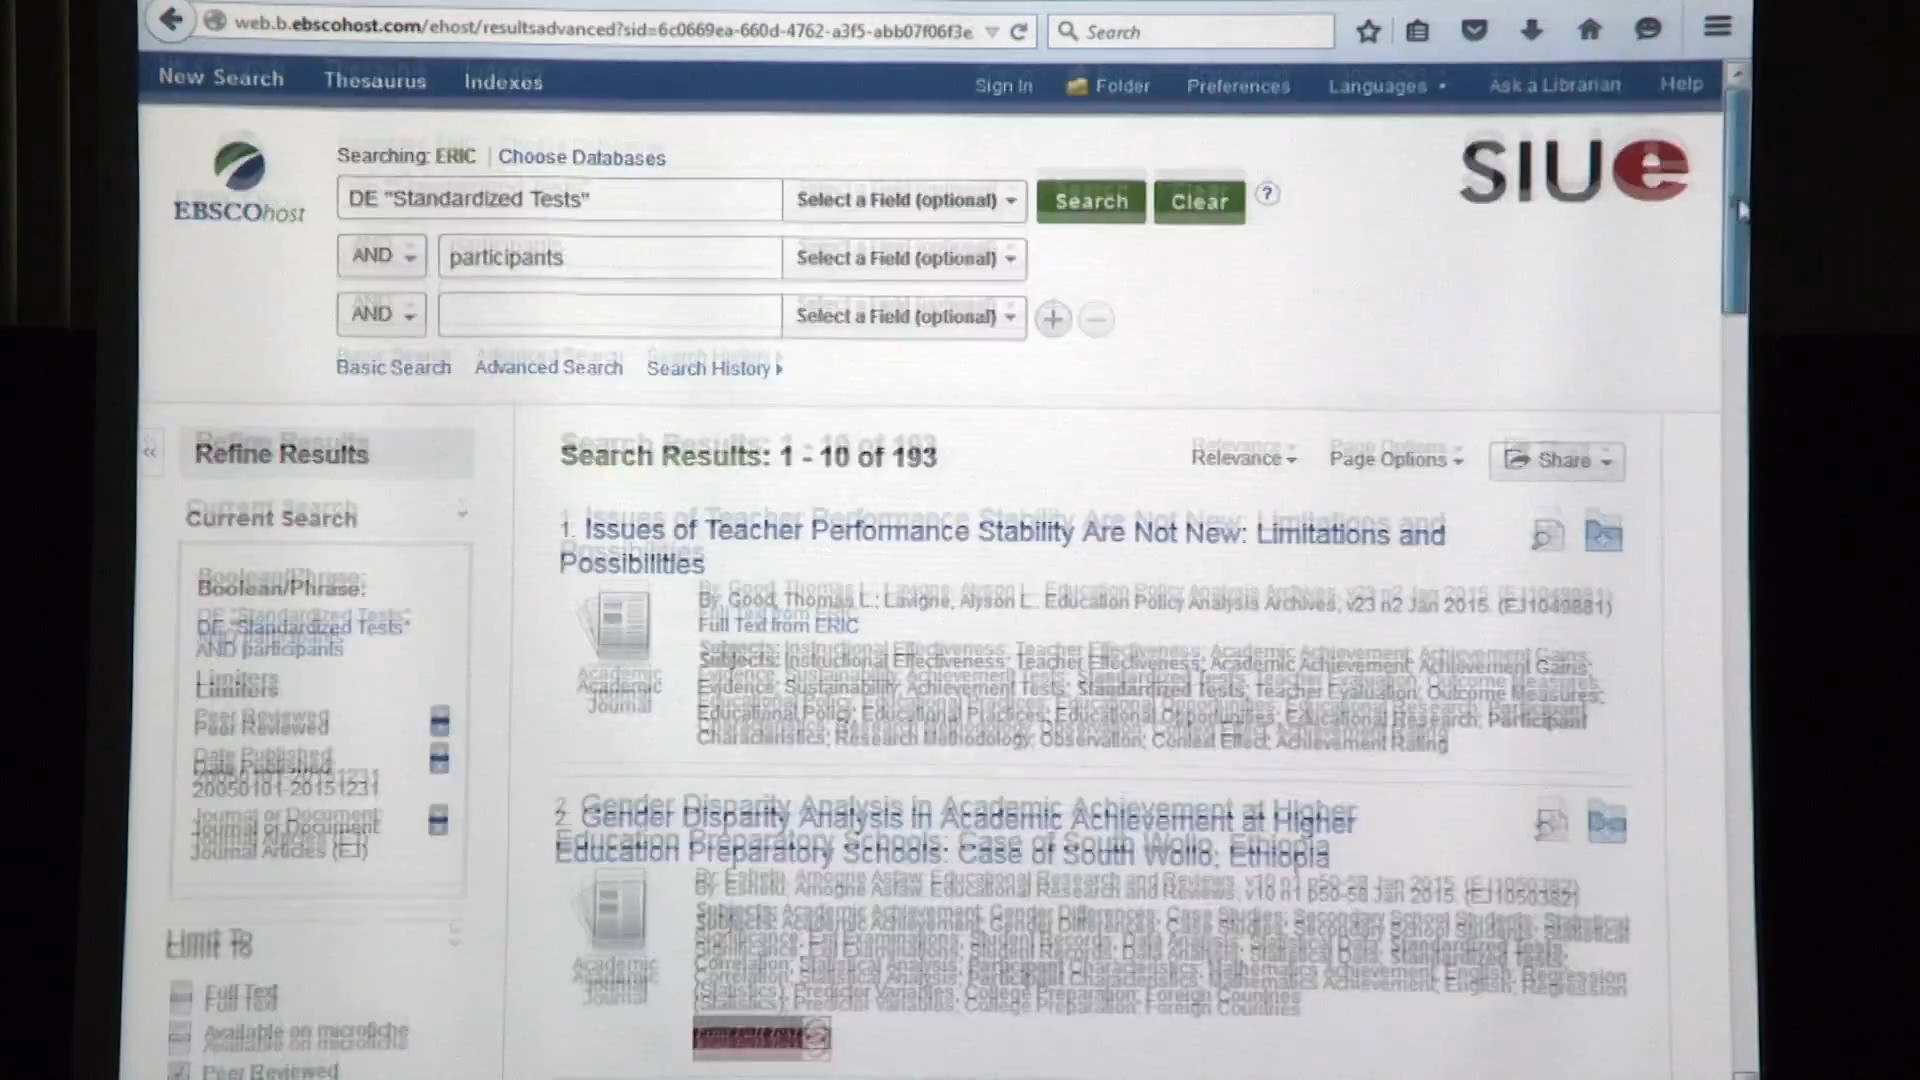 web.b.ebscohost.com/ehost/resultsadvanced?sid=6c0669ea-660d-4762-a3f5-abb07f06f3e
Search
New Search Thesaurus Indexes Sign In Folder Preferences Languages Ask a Librarian Help
EBSCOhost
Searching: ERIC | Choose Databases
DE "Standardized Tests" Select a Field (optional) Search Clear ?
AND participants Select a Field (optional)
AND Select a Field (optional)
Basic Search Advanced Search Search History
SIUe
Refine Results
Current Search
Boolean/Phrase:
DE "Standardized Tests"
AND participants
Limiters
Peer Reviewed
Date Published
20050101-20151231
Journal or Document
Journal Articles (EJ)
Limit To
Full Text
Available on microfiche
Peer Reviewed
Search Results: 1 - 10 of 193
Relevance Page Options Share
1. Issues of Teacher Performance Stability Are Not New: Limitations and
Possibilities
By Good, Thomas L.; Lavigne, Alyson L. Education Policy Analysis Archives, v23 n2 Jan 2015. (EJ1049881)
Full Text from ERIC
Academic
Journal
Subjects: Instructional Effectiveness; Teacher Effectiveness; Academic Achievement; Achievement Gains;
Evidence; Sustainability; Achievement Tests; Standardized Tests; Teacher Evaluation; Outcome Measures;
Educational Policy; Educational Practices; Educational Opportunities; Educational Research; Participant
Characteristics; Research Methodology; Observation; Context Effect; Achievement Rating
2. Gender Disparity Analysis in Academic Achievement at Higher
Education Preparatory Schools: Case of South Wollo, Ethiopia
Educational Research and Reviews, v10 n1 p50-58 Jan 2015. (EJ1050382)
Academic
Journal
Subjects: Academic Achievement; Gender Differences; Case Studies; Secondary School Students; Statistical
Student Records; Data Analysis; Statistical Data; Standardized Tests;
Correlation; Statistical Analysis; Participant Characteristics; Mathematics Achievement; English; Regression
(Statistics); Predictor Variables; College Preparation; Foreign Countries